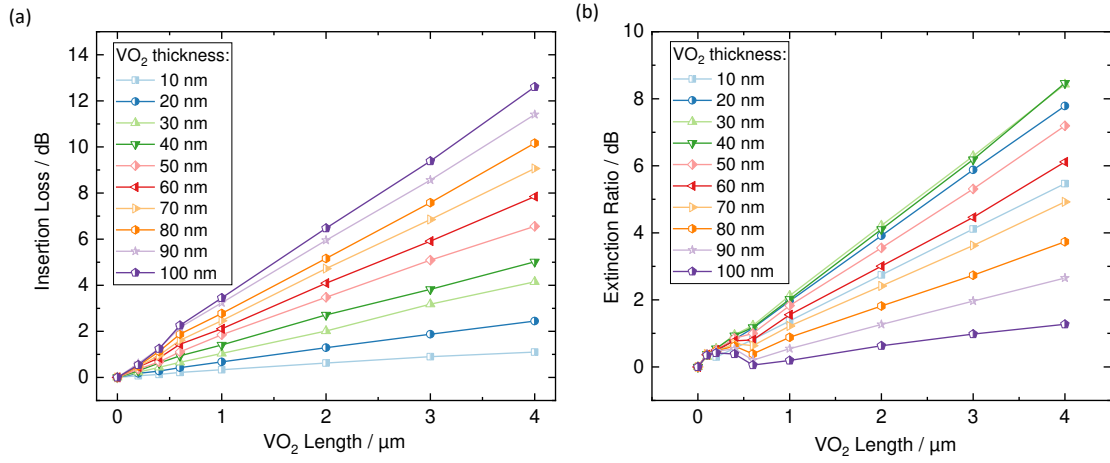 (a)
Insertion Loss / dB
14
12
10
8
6
4
2
0
VO₂ thickness:
10 nm
20 nm
30 nm
40 nm
50 nm
60 nm
70 nm
80 nm
90 nm
100 nm
0 1 2 3 4
VO₂ Length / µm
(b)
Extinction Ratio / dB
10
8
6
4
2
0
VO₂ thickness:
10 nm
20 nm
30 nm
40 nm
50 nm
60 nm
70 nm
80 nm
90 nm
100 nm
0 1 2 3 4
VO₂ Length / µm